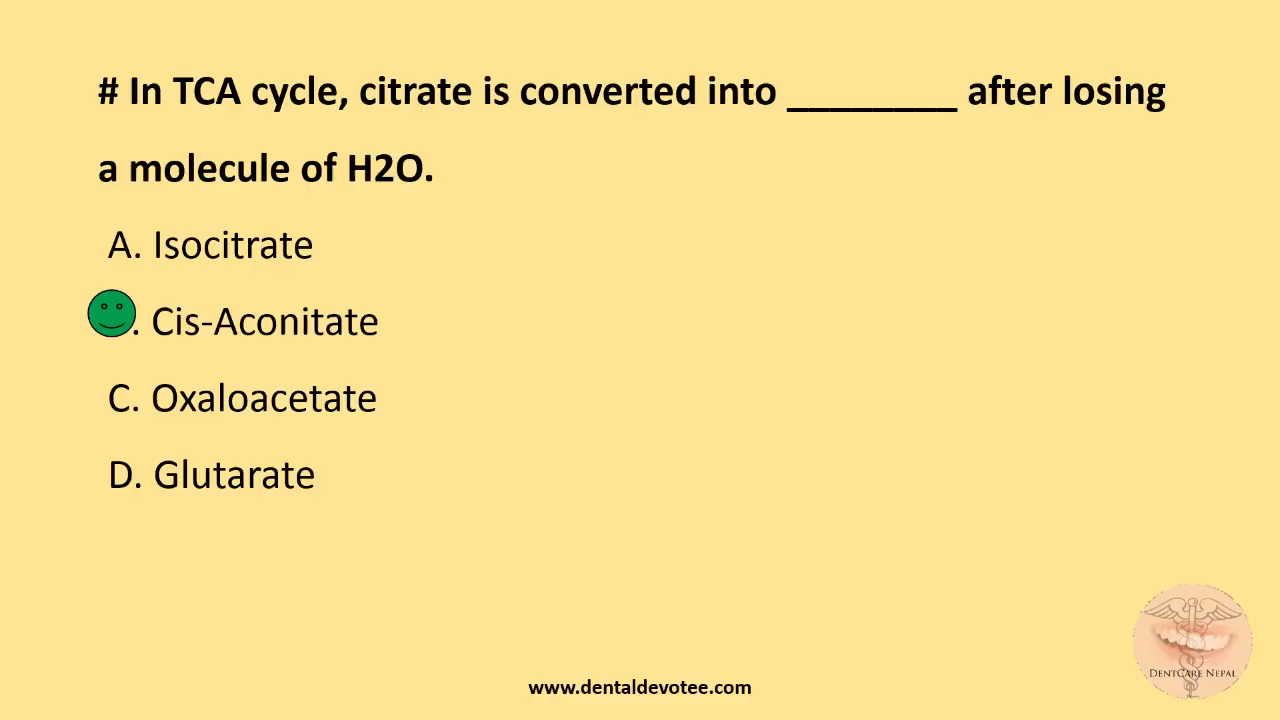 # In TCA cycle, citrate is converted into ________ after losing
a molecule of H2O.
A. Isocitrate
. Cis-Aconitate
C. Oxaloacetate
D. Glutarate
DENTCARE NEPAL
www.dentaldevotee.com